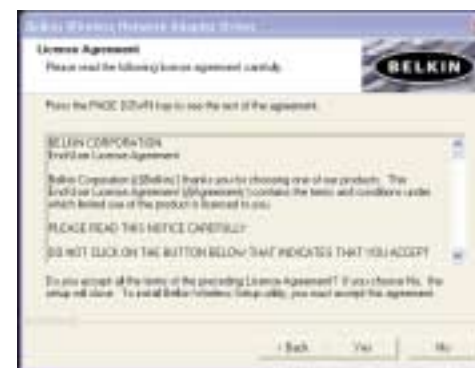 Belkin Wireless Network Adapter Driver
License Agreement
Please read the following license agreement carefully.
BELKIN
Press the PAGE DOWN key to see the rest of the agreement.
BELKIN CORPORATION
End-User License Agreement
Belkin Corporation (Belkin) thanks you for choosing one of our products. This
End-User License Agreement (Agreement) contains the terms and conditions under
which limited use of the product is licensed to you.
PLEASE READ THIS NOTICE CAREFULLY
DO NOT CLICK ON THE BUTTON BELOW THAT INDICATES THAT YOU ACCEPT
Do you accept all the terms of the preceding License Agreement? If you choose No, the
setup will close. To install Belkin Wireless Setup utility, you must accept this agreement.
< Back
Yes
No